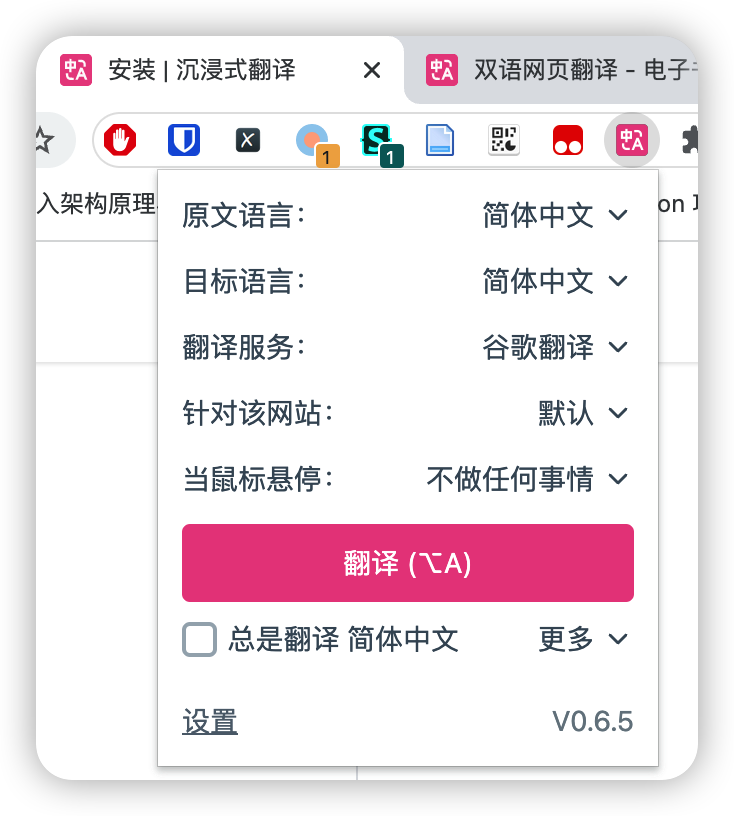 安装 | 沉浸式翻译
双语网页翻译 - 电子
1
1
入架构原理
on
原文语言： 简体中文
目标语言： 简体中文
翻译服务： 谷歌翻译
针对该网站： 默认
当鼠标悬停： 不做任何事情
翻译 (⌥A)
总是翻译 简体中文 更多
设置 V0.6.5